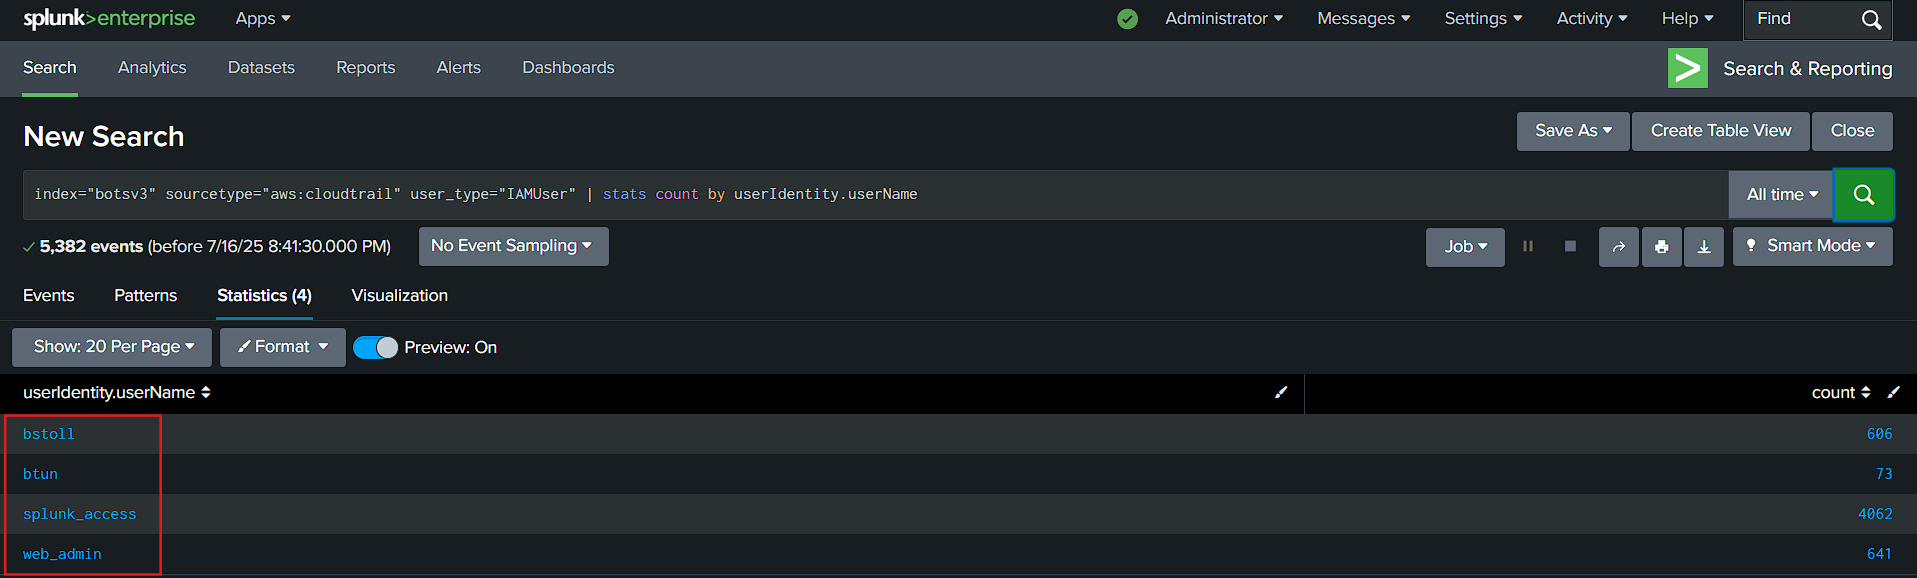 splunk>enterprise Apps Administrator Messages Settings Activity Help Find
Search Analytics Datasets Reports Alerts Dashboards Search & Reporting
New Search Save As Create Table View Close
index="botsv3" sourcetype="aws:cloudtrail" user_type="IAMUser" | stats count by userIdentity.userName All time
5,382 events (before 7/16/25 8:41:30.000 PM) No Event Sampling Job Smart Mode
Events Patterns Statistics (4) Visualization
Show: 20 Per Page Format Preview: On
userIdentity.userName count
bstoll 606
btun 73
splunk_access 4062
web_admin 641